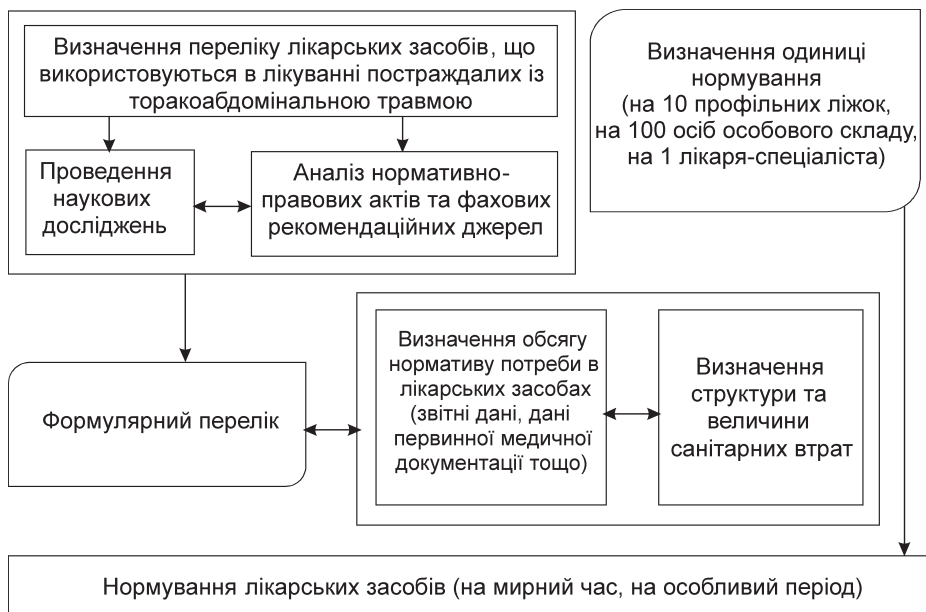 Визначення переліку лікарських засобів, що
використовуються в лікуванні постраждалих із
торакоабдомінальною травмою
Проведення
наукових
досліджень
Аналіз нормативно-
правових актів та фахових
рекомендаційних джерел
Визначення одиниці
нормування
(на 10 профільних ліжок,
на 100 осіб особового складу,
на 1 лікаря-спеціаліста)
Формулярний перелік
Визначення обсягу
нормативу потреби в
лікарських засобах
(звітні дані, дані
первинної медичної
документації тощо)
Визначення
структури та
величини
санітарних втрат
Нормування лікарських засобів (на мирний час, на особливий період)